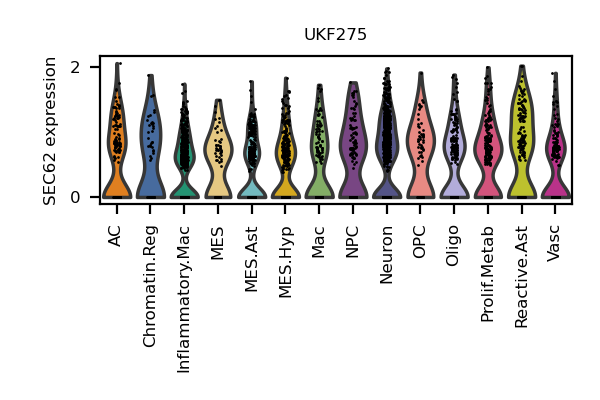 UKF275
SEC62 expression
2
0
AC
Chromatin.Reg
Inflammatory.Mac
MES
MES.Ast
MES.Hyp
Mac
NPC
Neuron
OPC
Oligo
Prolif.Metab
Reactive.Ast
Vasc